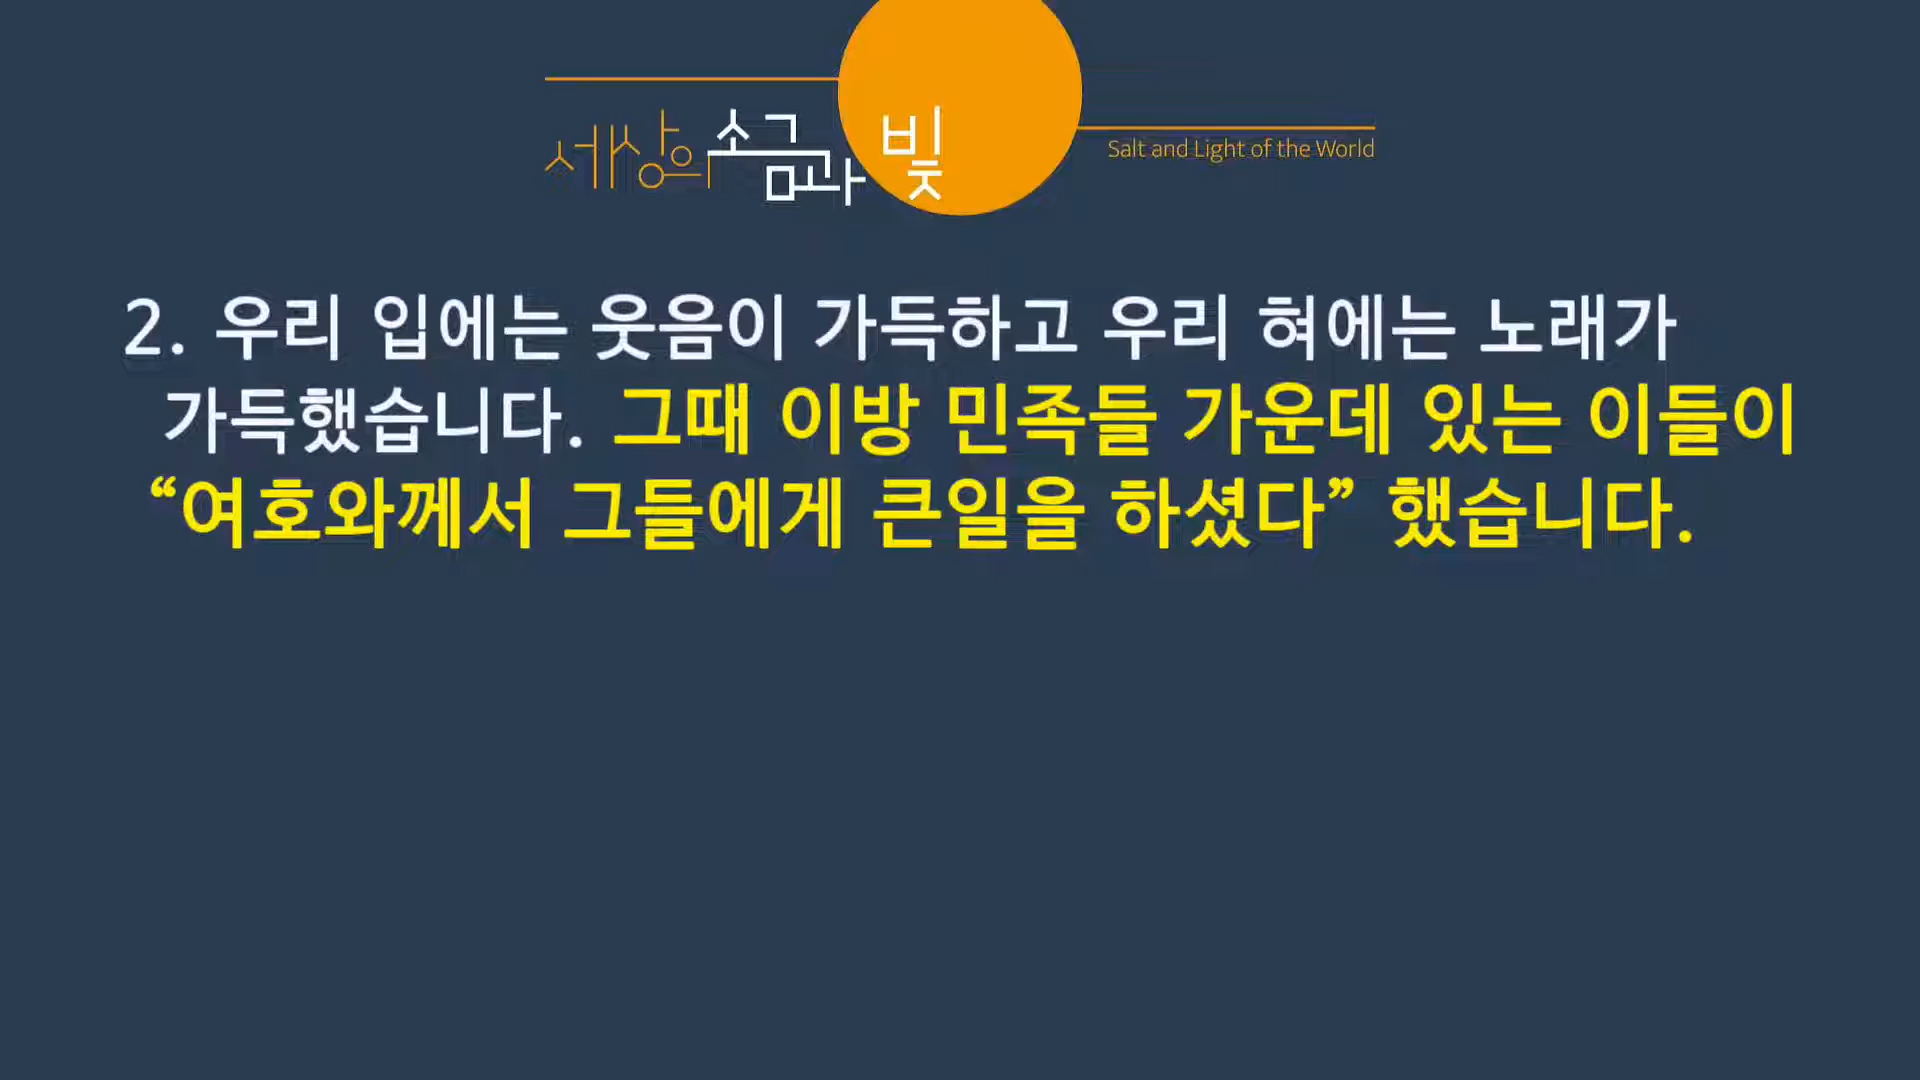 세상의 소금과 빛
Salt and Light of the World
2. 우리 입에는 웃음이 가득하고 우리 혀에는 노래가
가득했습니다. 그때 이방 민족들 가운데 있는 이들이
“여호와께서 그들에게 큰일을 하셨다” 했습니다.